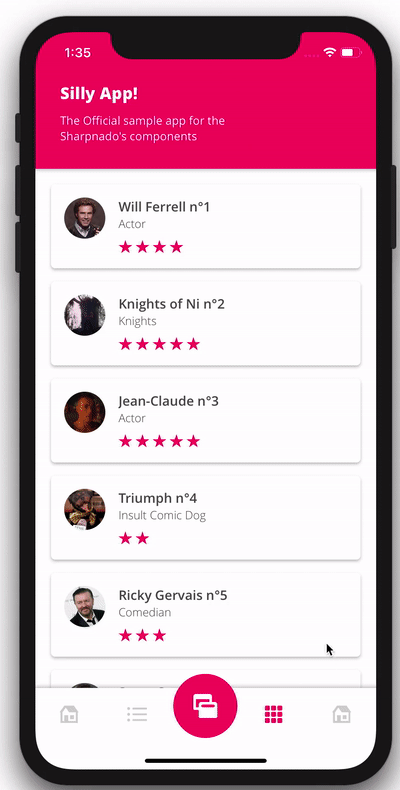 1:35
Silly App!
The Official sample app for the
Sharpnado's components
Will Ferrell n°1
Actor
Knights of Ni n°2
Knights
Jean-Claude n°3
Actor
Triumph n°4
Insult Comic Dog
Ricky Gervais n°5
Comedian